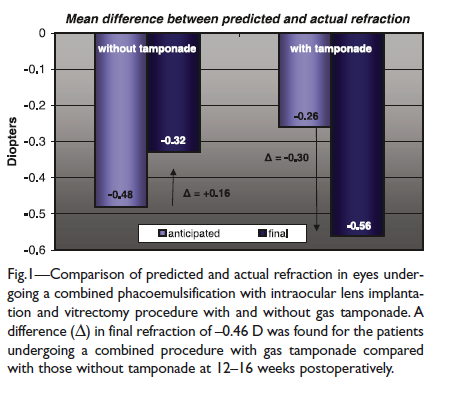 Mean difference between predicted and actual refraction
0
-0,1
-0,2
-0,3
-0,4
-0,5
-0,6
Diopters
without tamponade
with tamponade
-0.48
-0.32
-0.26
-0.56
Δ = +0.16
Δ = -0,30
anticipated
final
Fig.1—Comparison of predicted and actual refraction in eyes under-
going a combined phacoemulsification with intraocular lens implanta-
tion and vitrectomy procedure with and without gas tamponade. A
difference (Δ) in final refraction of –0.46 D was found for the patients
undergoing a combined procedure with gas tamponade compared
with those without tamponade at 12–16 weeks postoperatively.